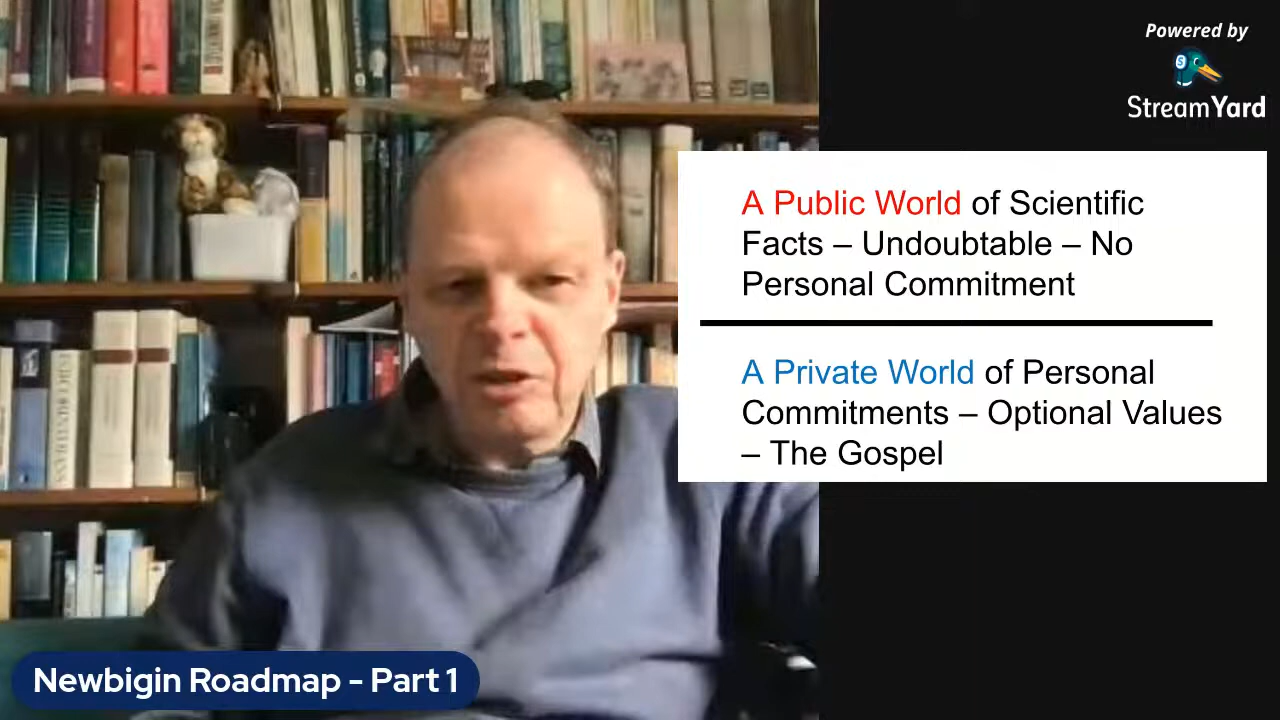 Powered by
StreamYard
A Public World of Scientific
Facts – Undoubtable – No
Personal Commitment
A Private World of Personal
Commitments – Optional Values
– The Gospel
Newbigin Roadmap - Part 1